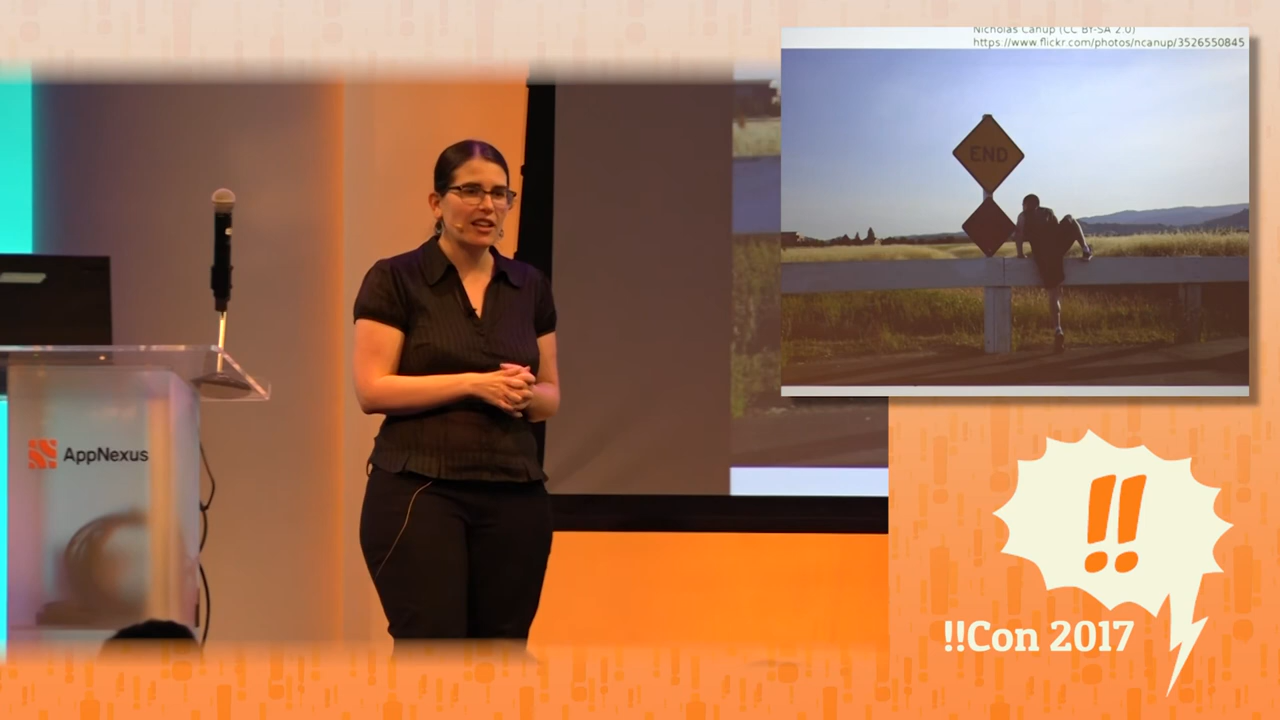 Nicholas Canup (CC BY-SA 2.0)
https://www.flickr.com/photos/ncanup/3526550845
END
AppNexus
!!
!!Con 2017